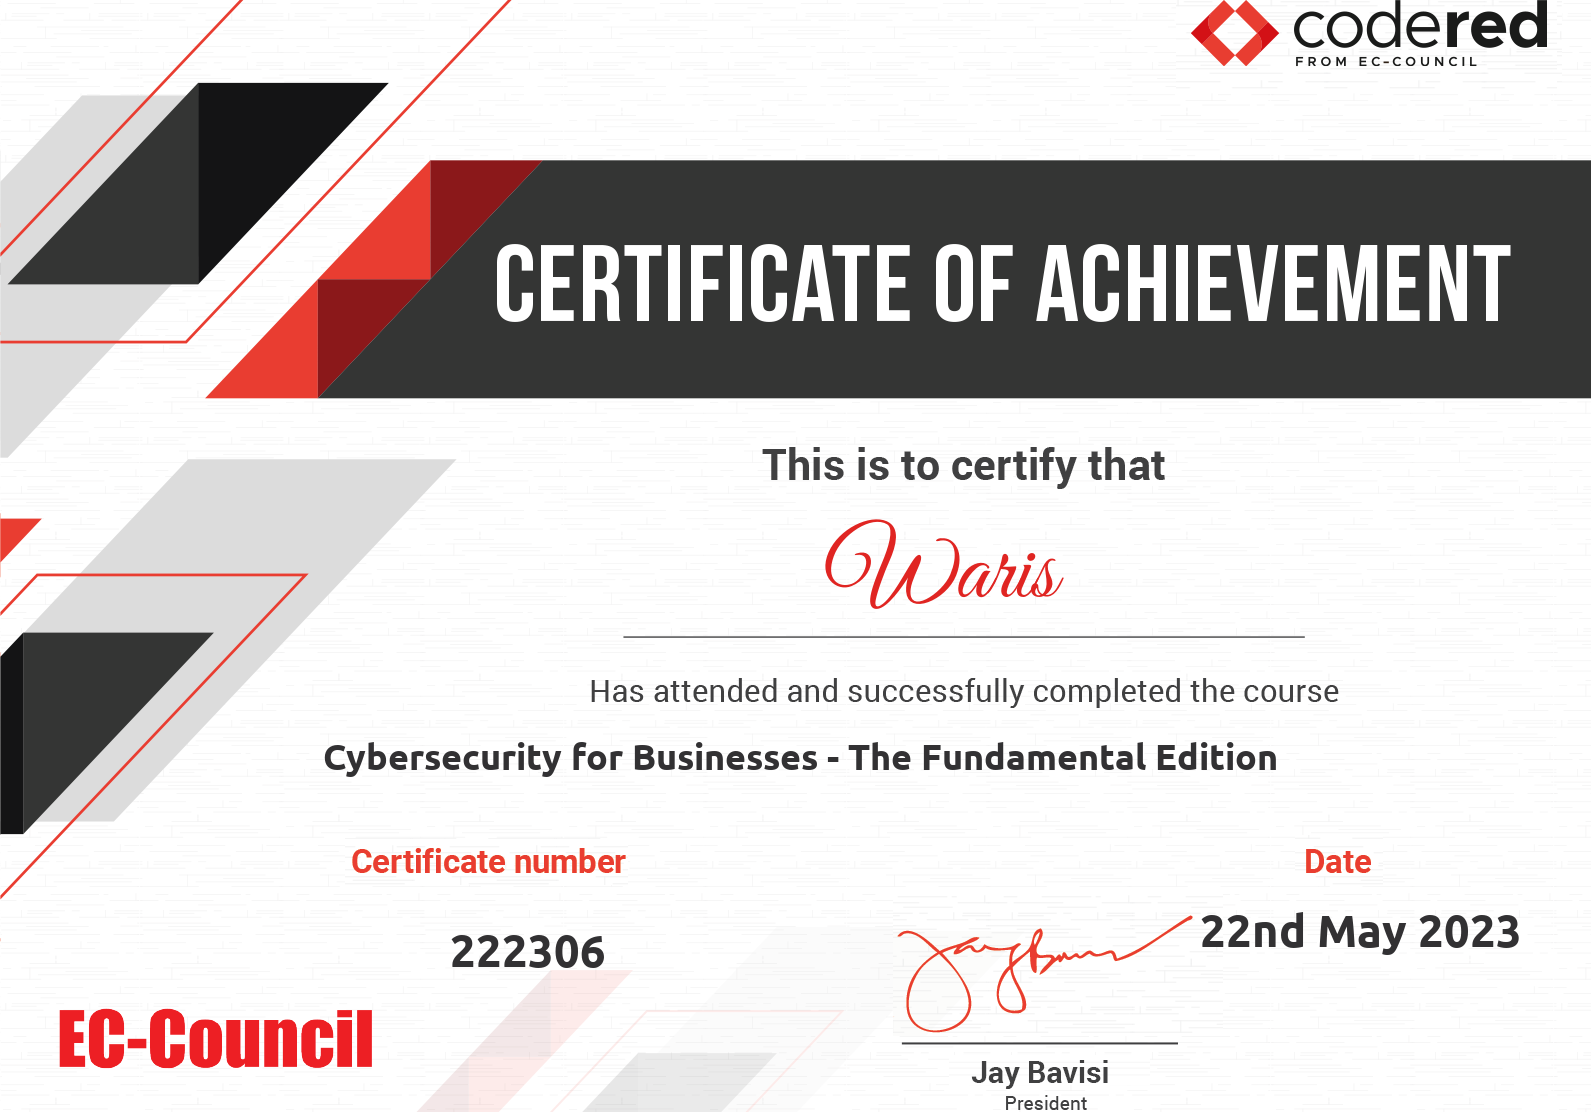 codered
FROM EC-COUNCIL
CERTIFICATE OF ACHIEVEMENT
This is to certify that
Waris
Has attended and successfully completed the course
Cybersecurity for Businesses - The Fundamental Edition
Certificate number
Date
222306
22nd May 2023
EC-Council
Jay Bavisi
President